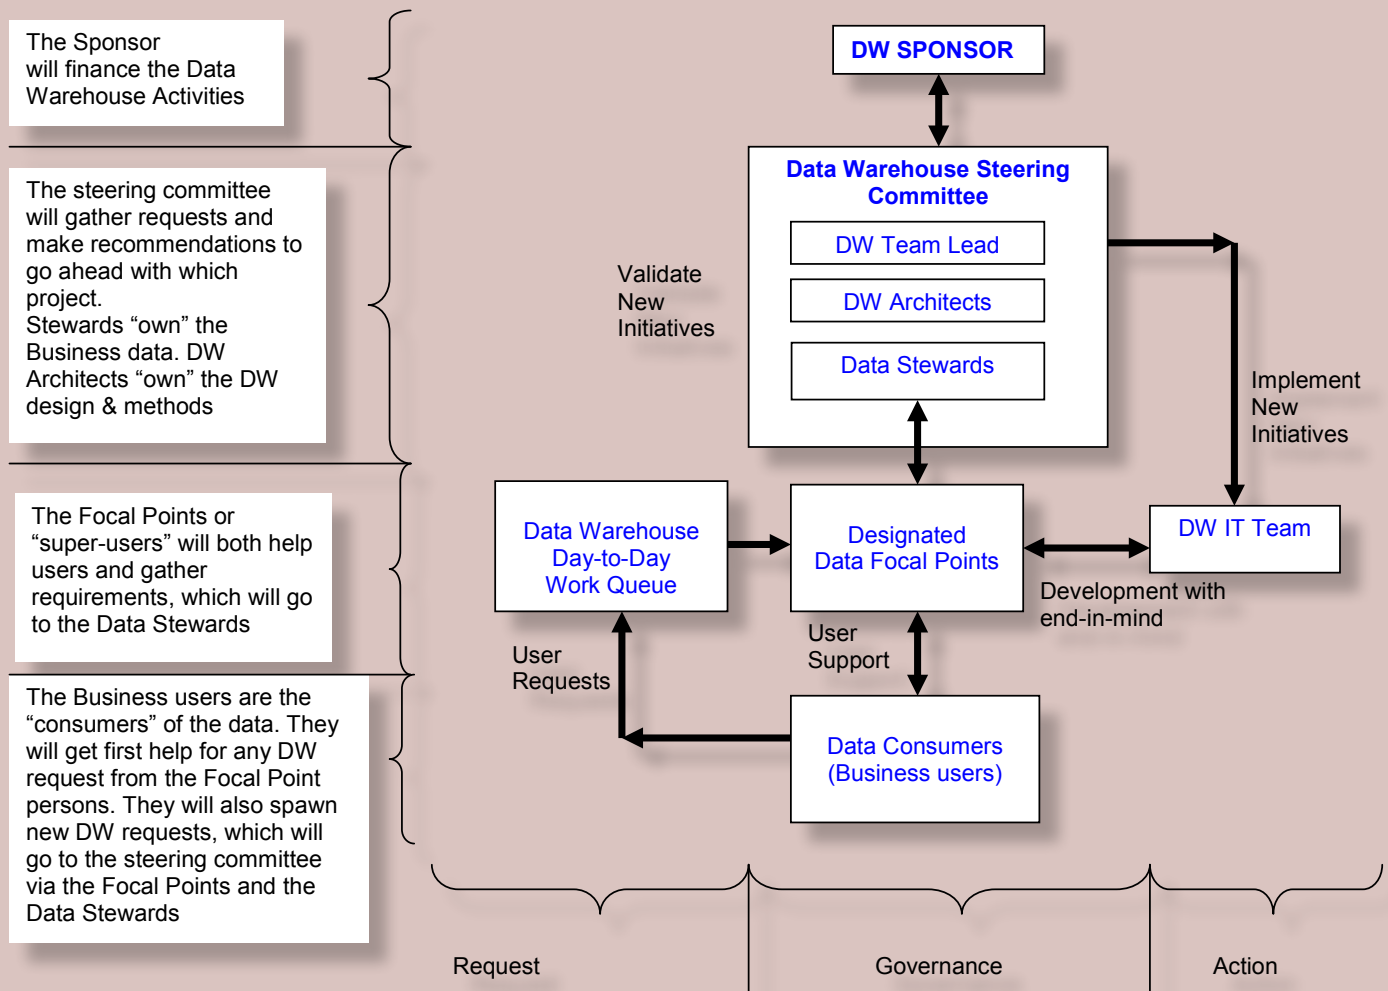 The Sponsor
will finance the Data
Warehouse Activities
The steering committee
will gather requests and
make recommendations to
go ahead with which
project.
Stewards “own” the
Business data. DW
Architects “own” the DW
design & methods
The Focal Points or
“super-users” will both help
users and gather
requirements, which will go
to the Data Stewards
The Business users are the
“consumers” of the data. They
will get first help for any DW
request from the Focal Point
persons. They will also spawn
new DW requests, which will
go to the steering committee
via the Focal Points and the
Data Stewards
DW SPONSOR
Data Warehouse Steering
Committee
DW Team Lead
DW Architects
Data Stewards
Validate
New
Initiatives
Implement
New
Initiatives
Data Warehouse
Day-to-Day
Work Queue
Designated
Data Focal Points
DW IT Team
Development with
end-in-mind
User
Requests
User
Support
Data Consumers
(Business users)
Request
Governance
Action